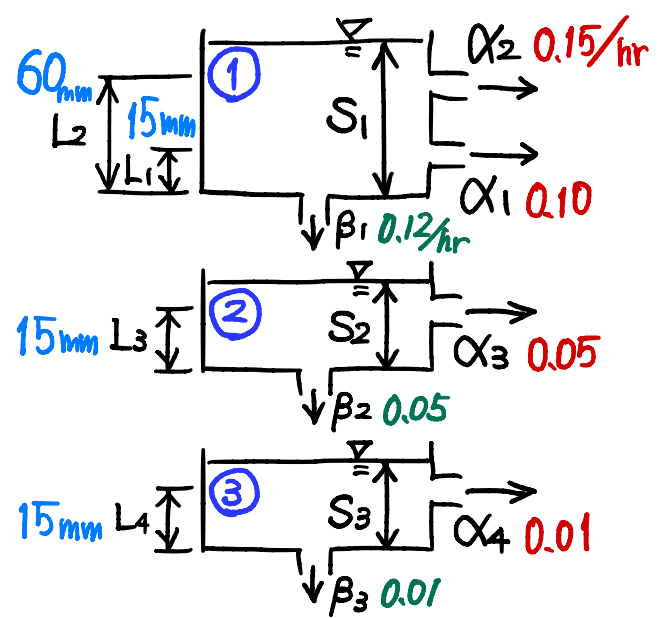 α2 0.15/hr
60mm
①
15mm
S1
L2
L1
α1 0.10
β1 0.12/hr
②
15mm L3
S2
α3 0.05
β2 0.05
③
15mm L4
S3
α4 0.01
β3 0.01